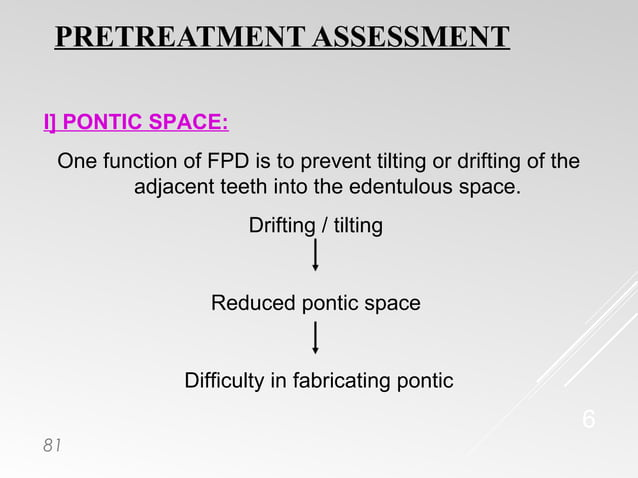 PRETREATMENT ASSESSMENT
I] PONTIC SPACE:
One function of FPD is to prevent tilting or drifting of the
adjacent teeth into the edentulous space.
Drifting / tilting
Reduced pontic space
Difficulty in fabricating pontic
6
81